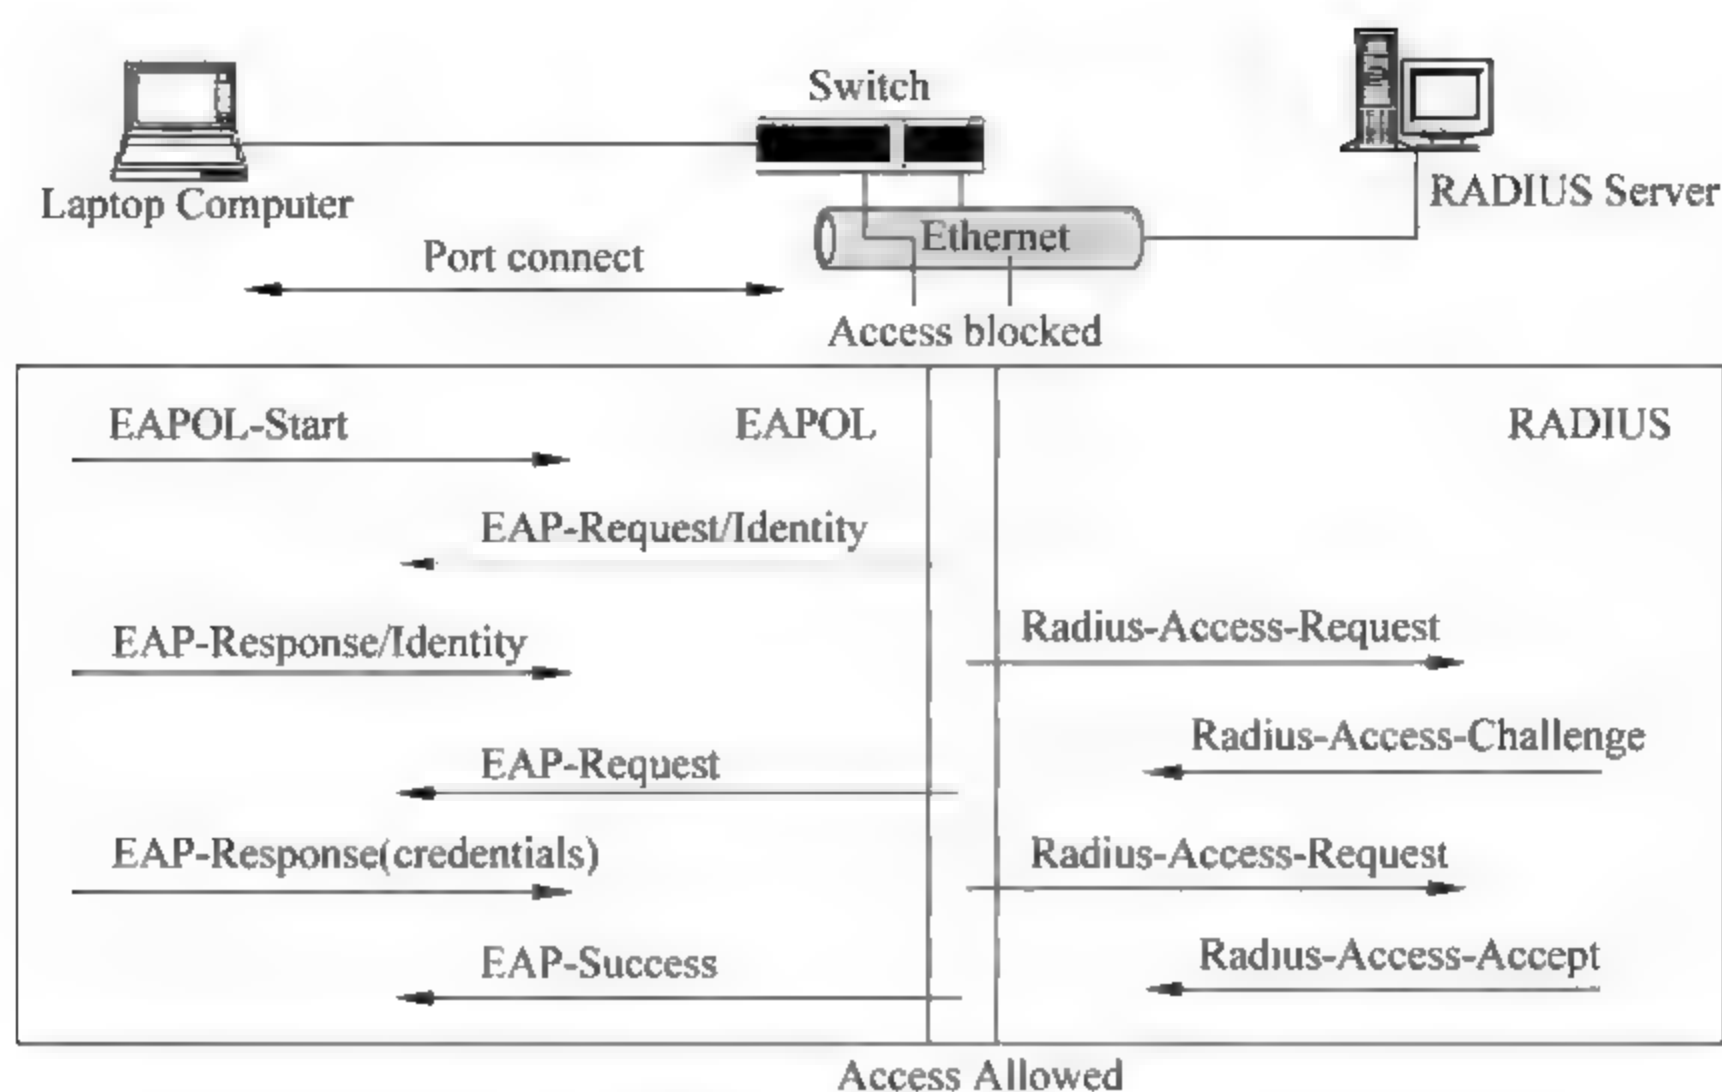 Switch
Laptop Computer
RADIUS Server
Ethernet
Port connect
Access blocked
EAPOL-Start
EAPOL
RADIUS
EAP-Request/Identity
EAP-Response/Identity
Radius-Access-Request
EAP-Request
Radius-Access-Challenge
EAP-Response(credentials)
Radius-Access-Request
EAP-Success
Radius-Access-Accept
Access Allowed